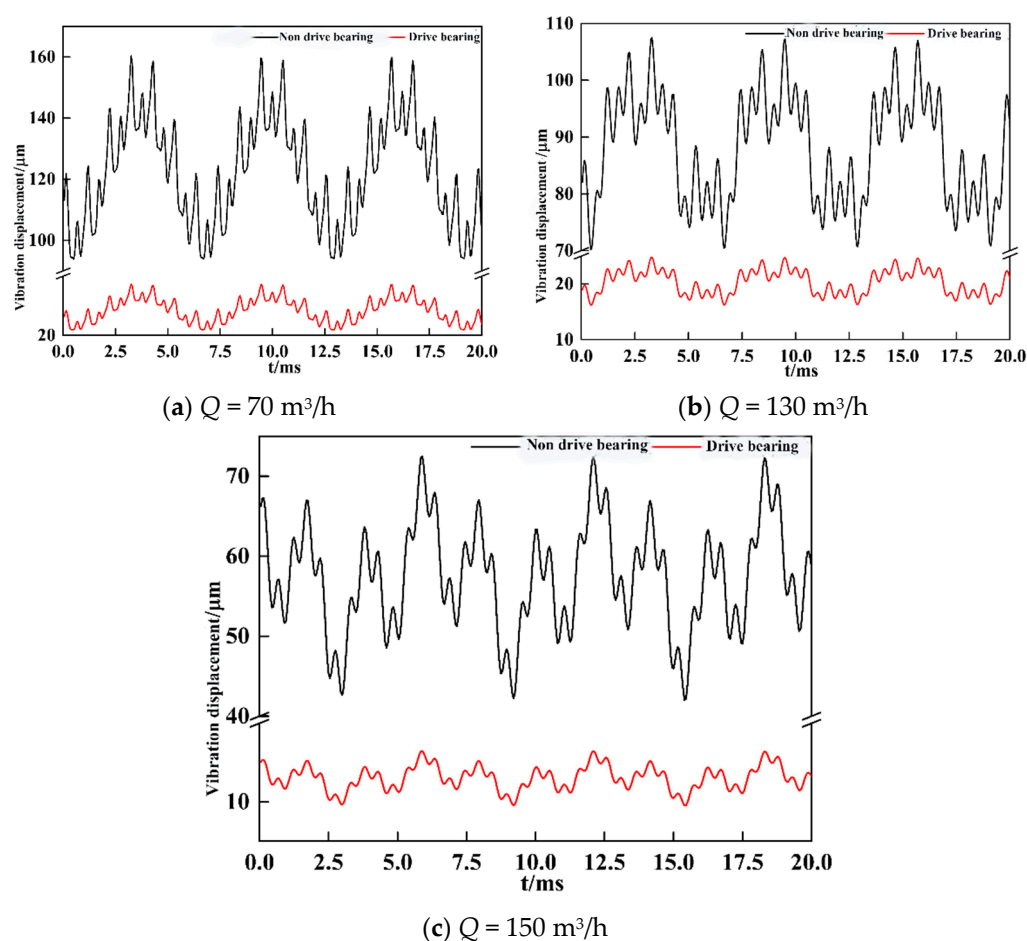 Non drive bearing Drive bearing
Vibration displacement/μm
160
140
120
100
20
0.0 2.5 5.0 7.5 10.0 12.5 15.0 17.5 20.0
t/ms
(a) Q = 70 m³/h
Non drive bearing Drive bearing
Vibration displacement /μm
110
100
90
80
70
20
10
0.0 2.5 5.0 7.5 10.0 12.5 15.0 17.5 20.0
t/ms
(b) Q = 130 m³/h
Non drive bearing Drive bearing
Vibration displacement/μm
70
60
50
40
10
0.0 2.5 5.0 7.5 10.0 12.5 15.0 17.5 20.0
t/ms
(c) Q = 150 m³/h